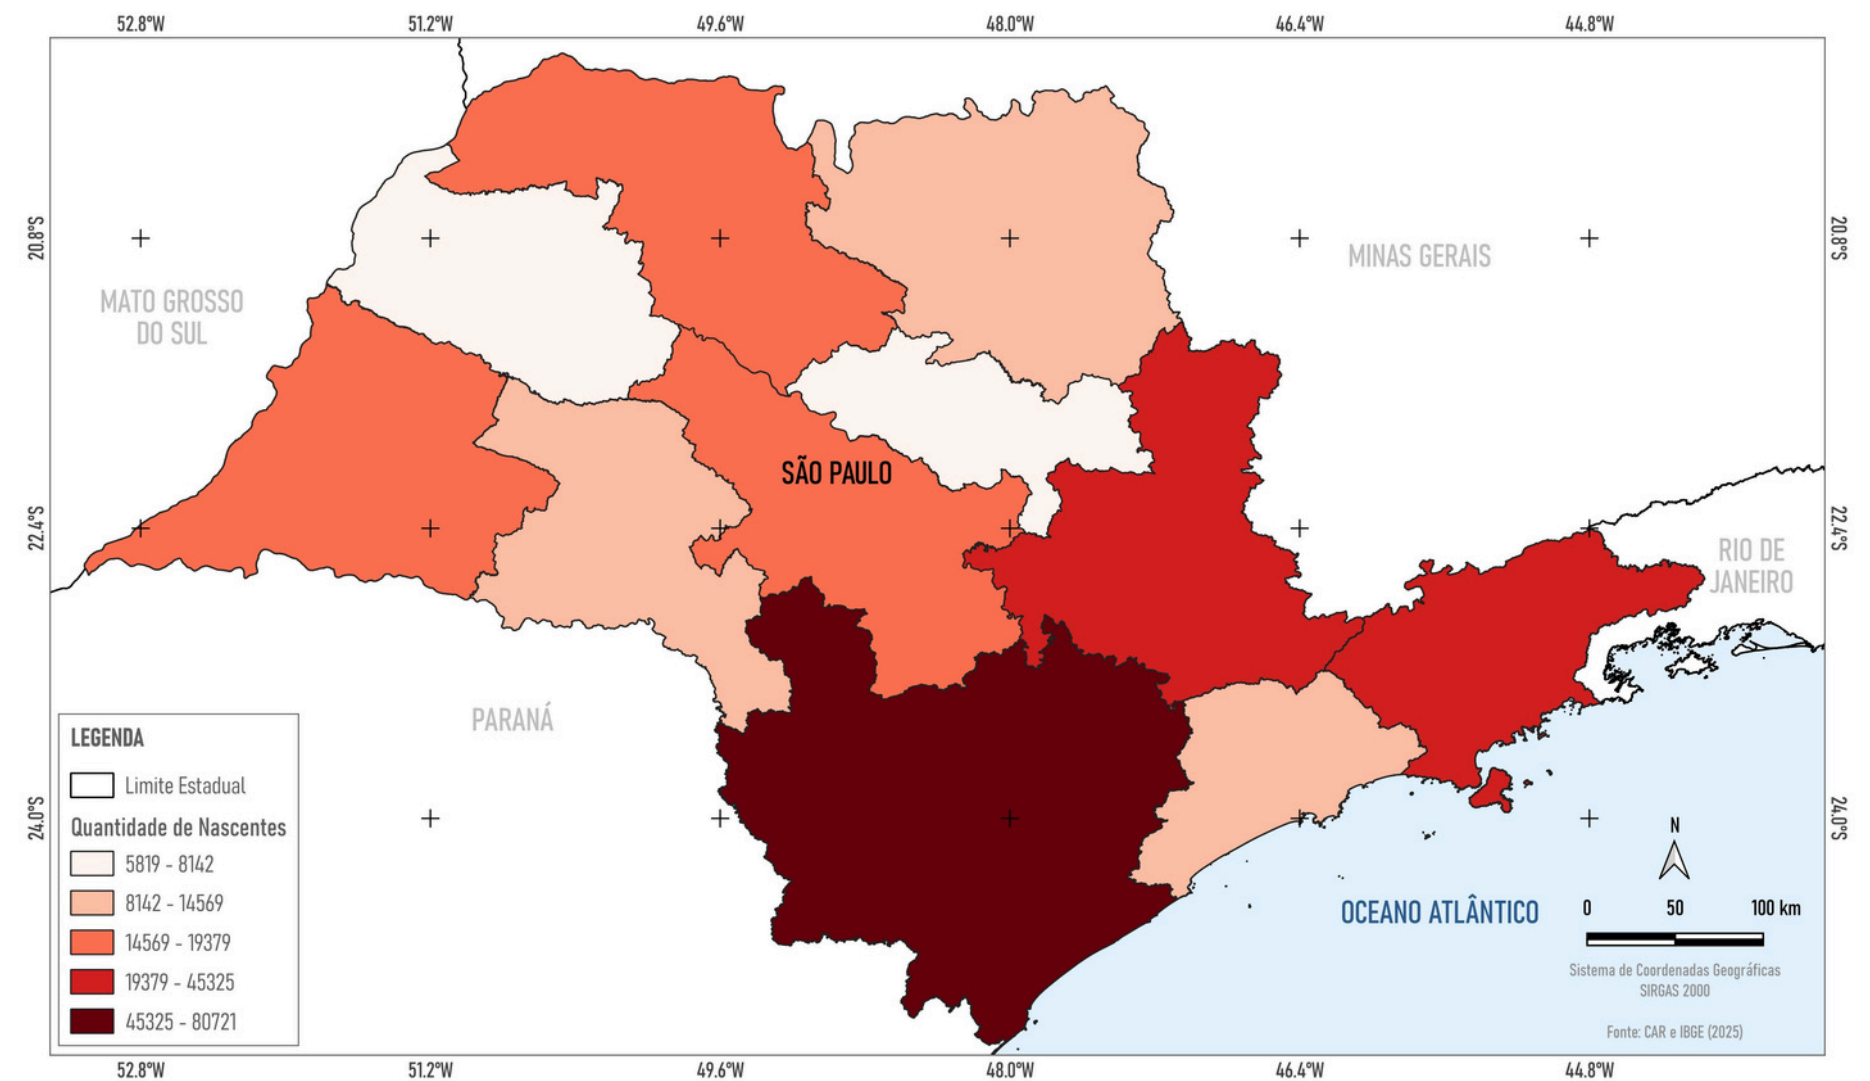 52.8°W
51.2°W
49.6°W
48.0°W
46.4°W
44.8°W
20.8°S
20.8°S
MINAS GERAIS
MATO GROSSO
DO SUL
SÃO PAULO
22.4°S
22.4°S
RIO DE
JANEIRO
PARANÁ
LEGENDA
Limite Estadual
Quantidade de Nascentes
5819 - 8142
8142 - 14569
14569 - 19379
19379 - 45325
45325 - 80721
24.0°S
24.0°S
N
OCEANO ATLÂNTICO
0 50 100 km
Sistema de Coordenadas Geográficas
SIRGAS 2000
Fonte: CAR e IBGE (2025)
52.8°W
51.2°W
49.6°W
48.0°W
46.4°W
44.8°W